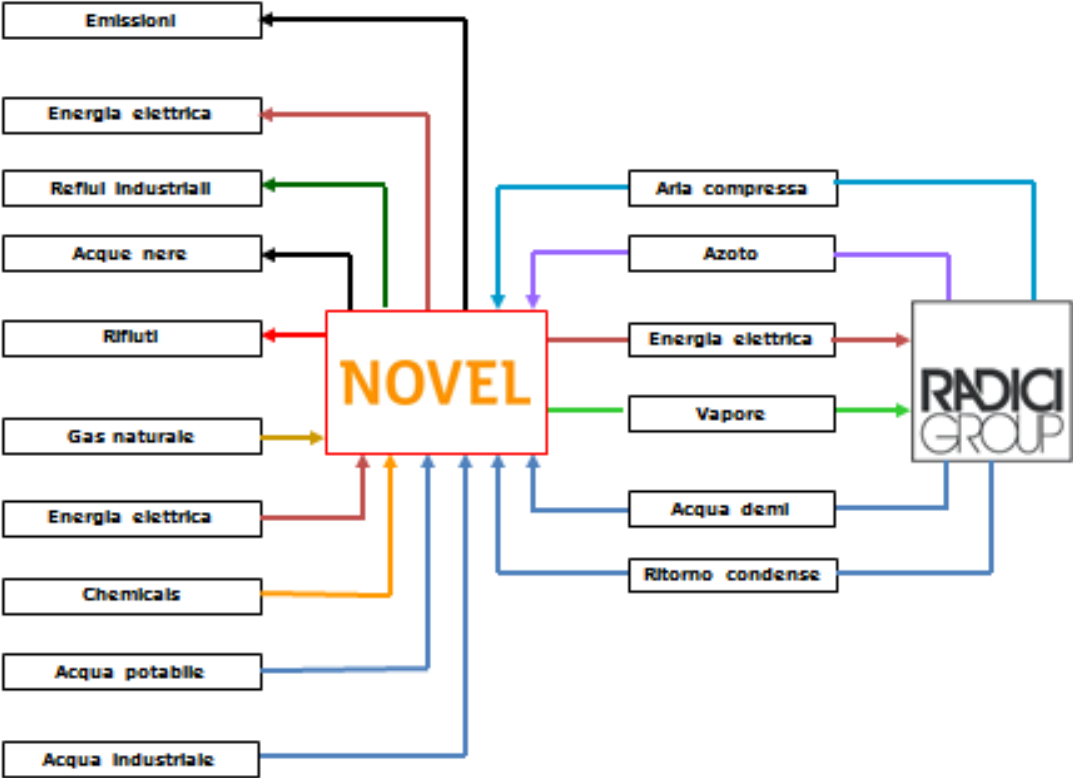 Emissioni
Energia elettrica
Reflui industriali
Acque nere
Rifiuti
Gas naturale
Energia elettrica
Chemicals
Acqua potabile
Acqua industriale
NOVEL
Aria compressa
Azoto
Energia elettrica
Vapore
Acqua demi
Ritorno condense
RADICI
GROUP